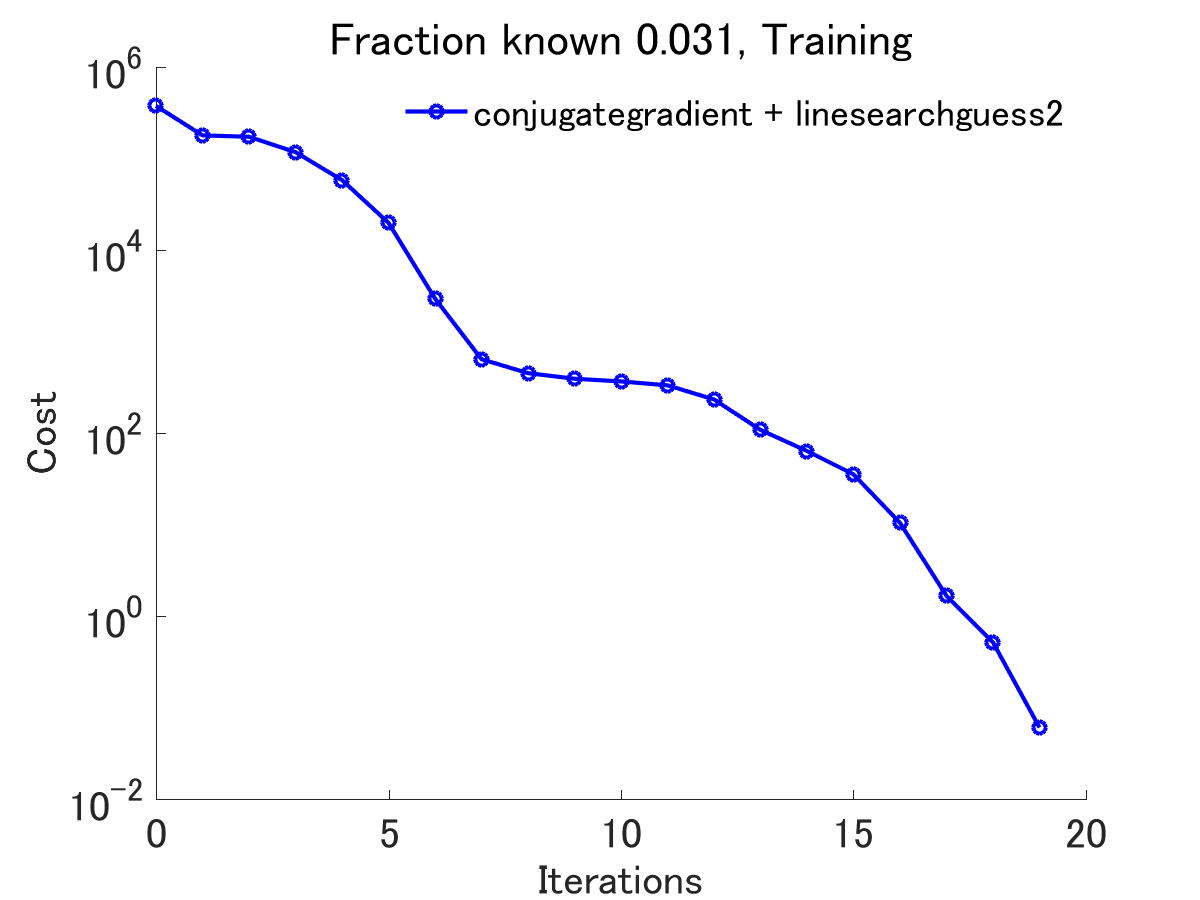 Fraction known 0.031, Training
conjugategradient + linesearchguess2
10^6
10^4
10^2
10^0
10^-2
Cost
0 5 10 15 20
Iterations